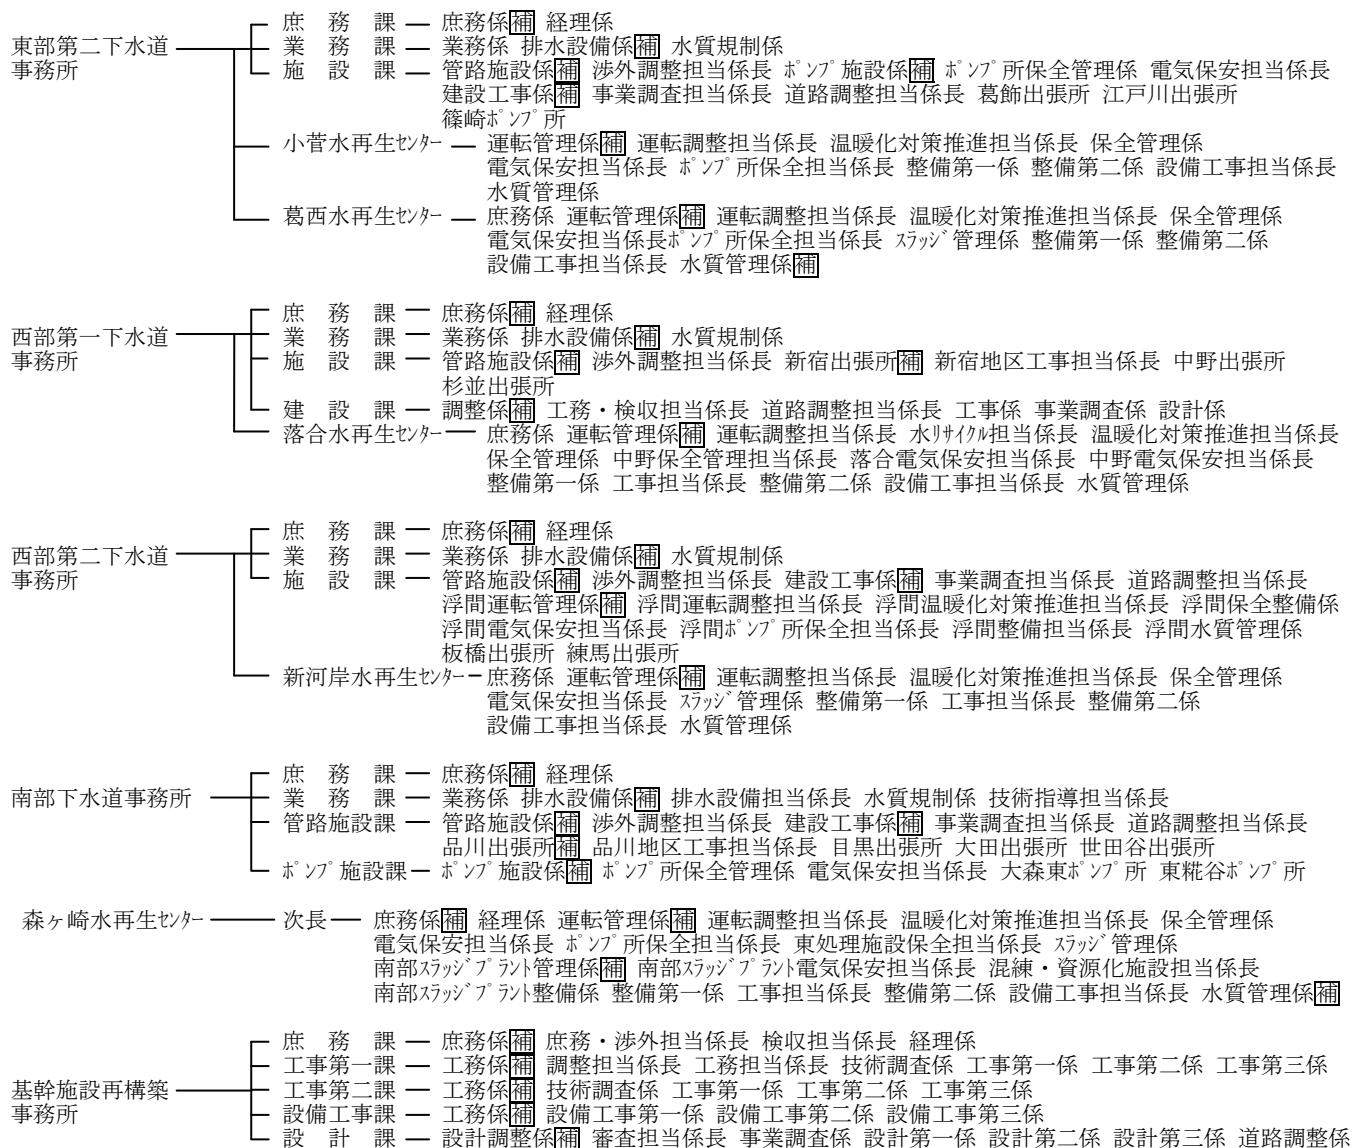 庶　務　課 庶務係補 経理係
東部第二下水道 業　務　課 業務係 排水設備係補 水質規制係
事務所 施　設　課 管路施設係補 渉外調整担当係長 ﾎﾟﾝﾌﾟ施設係補 ﾎﾟﾝﾌﾟ所保全管理係 電気保安担当係長
建設工事係補 事業調査担当係長 道路調整担当係長 葛飾出張所 江戸川出張所
篠崎ﾎﾟﾝﾌﾟ所
小菅水再生ｾﾝﾀｰ 運転管理係補 運転調整担当係長 温暖化対策推進担当係長 保全管理係
電気保安担当係長 ﾎﾟﾝﾌﾟ所保全担当係長 整備第一係 整備第二係 設備工事担当係長
水質管理係
葛西水再生ｾﾝﾀｰ 庶務係 運転管理係補 運転調整担当係長 温暖化対策推進担当係長 保全管理係
電気保安担当係長ﾎﾟﾝﾌﾟ所保全担当係長 ｽﾗｯｼﾞ管理係 整備第一係 整備第二係
設備工事担当係長 水質管理係補
庶　務　課 庶務係補 経理係
西部第一下水道 業　務　課 業務係 排水設備係補 水質規制係
事務所 施　設　課 管路施設係補 渉外調整担当係長 新宿出張所補 新宿地区工事担当係長 中野出張所
杉並出張所
建　設　課 調整係補 工務・検収担当係長 道路調整担当係長 工事係 事業調査係 設計係
落合水再生ｾﾝﾀｰ 庶務係 運転管理係補 運転調整担当係長 水ﾘｻｲｸﾙ担当係長 温暖化対策推進担当係長
保全管理係 中野保全管理担当係長 落合電気保安担当係長 中野電気保安担当係長
整備第一係 工事担当係長 整備第二係 設備工事担当係長 水質管理係
庶　務　課 庶務係補 経理係
西部第二下水道 業　務　課 業務係 排水設備係補 水質規制係
事務所 施　設　課 管路施設係補 渉外調整担当係長 建設工事係補 事業調査担当係長 道路調整担当係長
浮間運転管理係補 浮間運転調整担当係長 浮間温暖化対策推進担当係長 浮間保全整備係
浮間電気保安担当係長 浮間ﾎﾟﾝﾌﾟ所保全担当係長 浮間整備担当係長 浮間水質管理係
板橋出張所 練馬出張所
新河岸水再生ｾﾝﾀｰ 庶務係 運転管理係補 運転調整担当係長 温暖化対策推進担当係長 保全管理係
電気保安担当係長 ｽﾗｯｼﾞ管理係 整備第一係 工事担当係長 整備第二係
設備工事担当係長 水質管理係
庶　務　課 庶務係補 経理係
南部下水道事務所 業　務　課 業務係 排水設備係補 排水設備担当係長 水質規制係 技術指導担当係長
管路施設課 管路施設係補 渉外調整担当係長 建設工事係補 事業調査担当係長 道路調整担当係長
品川出張所補 品川地区工事担当係長 目黒出張所 大田出張所 世田谷出張所
ﾎﾟﾝﾌﾟ施設課 ﾎﾟﾝﾌﾟ施設係補 ﾎﾟﾝﾌﾟ所保全管理係 電気保安担当係長 大森東ﾎﾟﾝﾌﾟ所 東糀谷ﾎﾟﾝﾌﾟ所
森ヶ崎水再生ｾﾝﾀｰ 次長 庶務係補 経理係 運転管理係補 運転調整担当係長 温暖化対策推進担当係長 保全管理係
電気保安担当係長 ﾎﾟﾝﾌﾟ所保全担当係長 東処理施設保全担当係長 ｽﾗｯｼﾞ管理係
南部ｽﾗｯｼﾞﾌﾟﾗﾝﾄ管理係補 南部ｽﾗｯｼﾞﾌﾟﾗﾝﾄ電気保安担当係長 混練・資源化施設担当係長
南部ｽﾗｯｼﾞﾌﾟﾗﾝﾄ整備係 整備第一係 工事担当係長 整備第二係 設備工事担当係長 水質管理係補
庶　務　課 庶務係補 庶務・渉外担当係長 検収担当係長 経理係
工事第一課 工務係補 調整担当係長 工務担当係長 技術調査係 工事第一係 工事第二係 工事第三係
基幹施設再構築 工事第二課 工務係補 技術調査係 工事第一係 工事第二係 工事第三係
事務所 設備工事課 工務係補 設備工事第一係 設備工事第二係 設備工事第三係
設　計　課 設計調整係補 審査担当係長 事業調査係 設計第一係 設計第二係 設計第三係 道路調整係